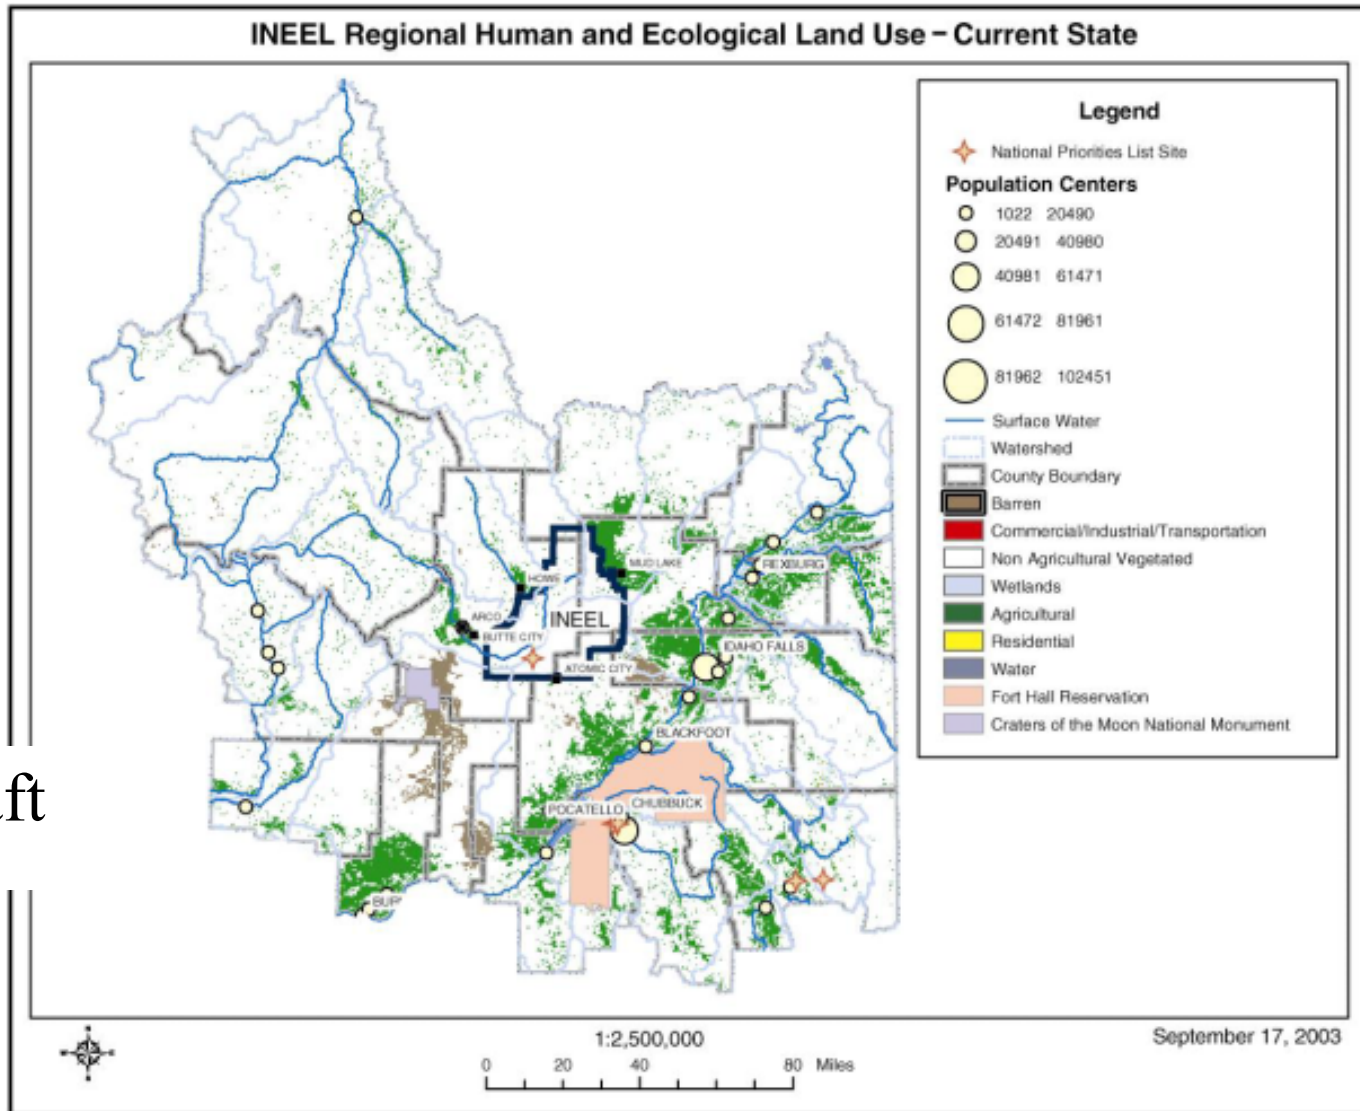 INEEL Regional Human and Ecological Land Use – Current State
Legend
National Priorities List Site
Population Centers
1022 20490
20491 40980
40981 61471
61472 81961
81962 102451
Surface Water
Watershed
County Boundary
Barren
Commercial/Industrial/Transportation
Non Agricultural Vegetated
Wetlands
Agricultural
Residential
Water
Fort Hall Reservation
Craters of the Moon National Monument
MUD LAKE
REXBURG
HOWE
ARCO
INEEL
BUTTE CITY
IDAHO FALLS
ATOMIC CITY
BLACKFOOT
POCATELLO
CHUBBUCK
ft
BUR
1:2,500,000
September 17, 2003
0 20 40 80 Miles